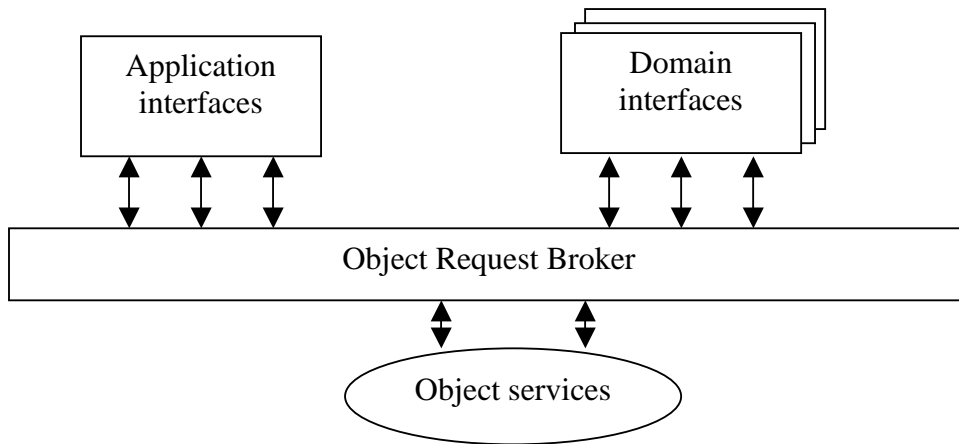 Application
interfaces
Domain
interfaces
Object Request Broker
Object services